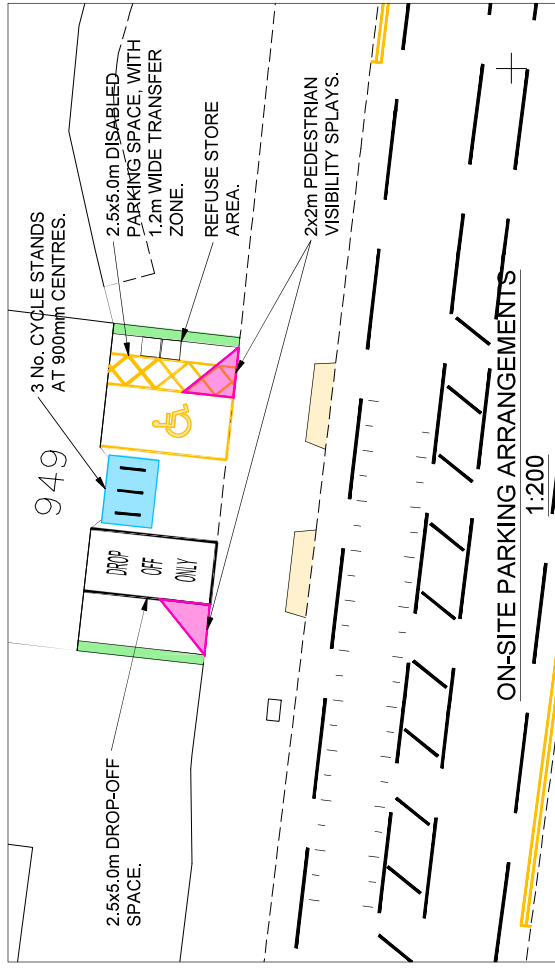 949
3 No. CYCLE STANDS
AT 900mm CENTRES.
2.5x5.0m DISABLED
PARKING SPACE, WITH
1.2m WIDE TRANSFER
ZONE.
REFUSE STORE
AREA.
2x2m PEDESTRIAN
VISIBILITY SPLAYS.
DROP
OFF
ONLY
2.5x5.0m DROP-OFF
SPACE.
ON-SITE PARKING ARRANGEMENTS
1:200